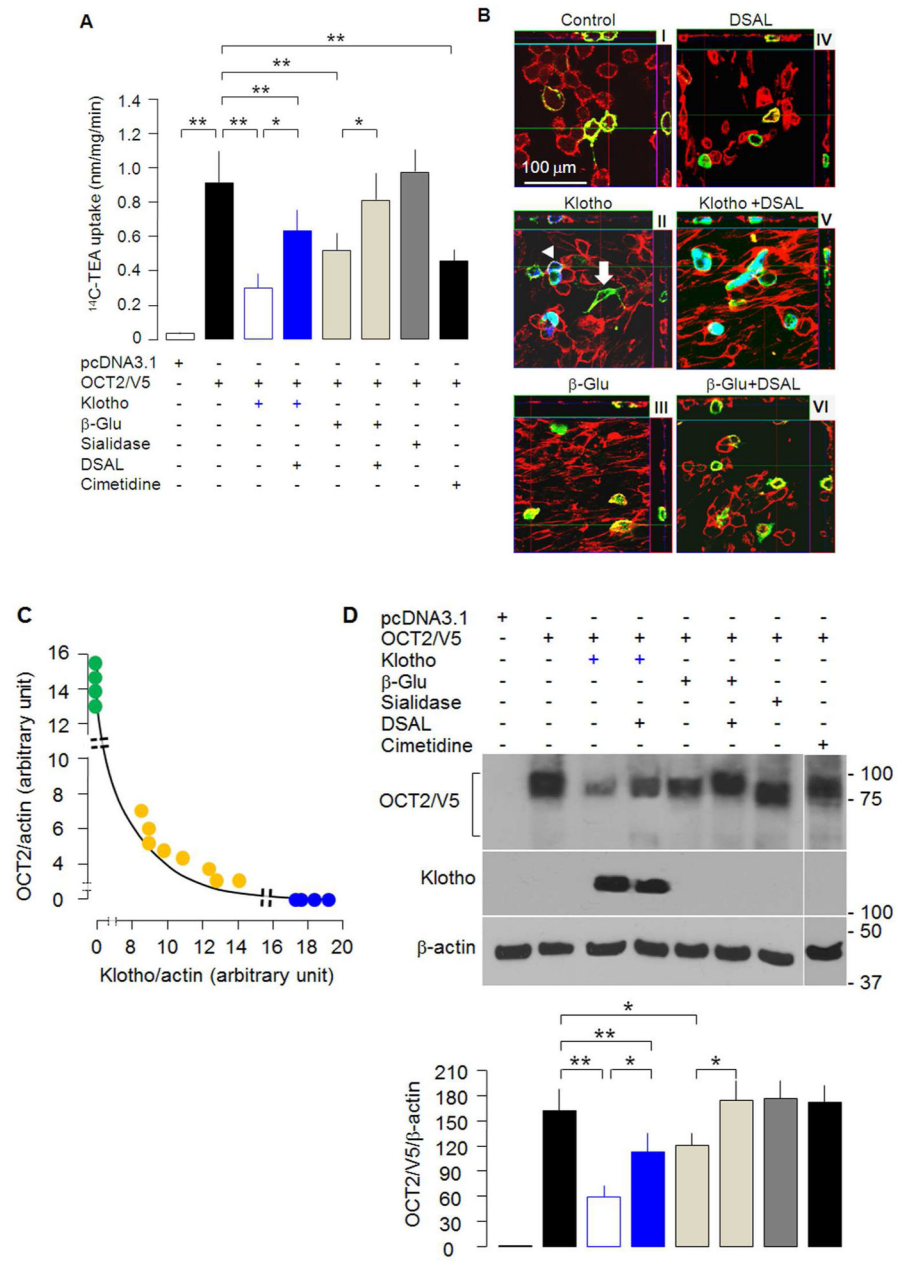 A
** 
**
**
** ** * *
1.4
1.2
1.0
0.8
0.6
0.4
0.2
0
¹⁴C-TEA uptake (nm/mg/min)
pcDNA3.1 + - - - - - - -
OCT2/V5 - + + + + + + +
Klotho - - + + - - - -
β-Glu - - - - + + - -
Sialidase - - - - - - + -
DSAL - - - + - + - -
Cimetidine - - - - - - - +
B
Control DSAL
I IV
100 μm
Klotho Klotho +DSAL
II V
β-Glu β-Glu+DSAL
III VI
C
16
14
12
10
8
6
4
0
OCT2/actin (arbitrary unit)
0 8 10 12 14 16 18 20
Klotho/actin (arbitrary unit)
D
pcDNA3.1 + - - - - - - -
OCT2/V5 - + + + + + + +
Klotho - - + + - - - -
β-Glu - - - - + + - -
Sialidase - - - - - - + -
DSAL - - - + - + - -
Cimetidine - - - - - - - +
OCT2/V5
- 100
- 75
Klotho
- 100
β-actin
- 50
- 37
*
**
** * *
210
180
150
120
90
60
30
0
OCT2/V5/β-actin